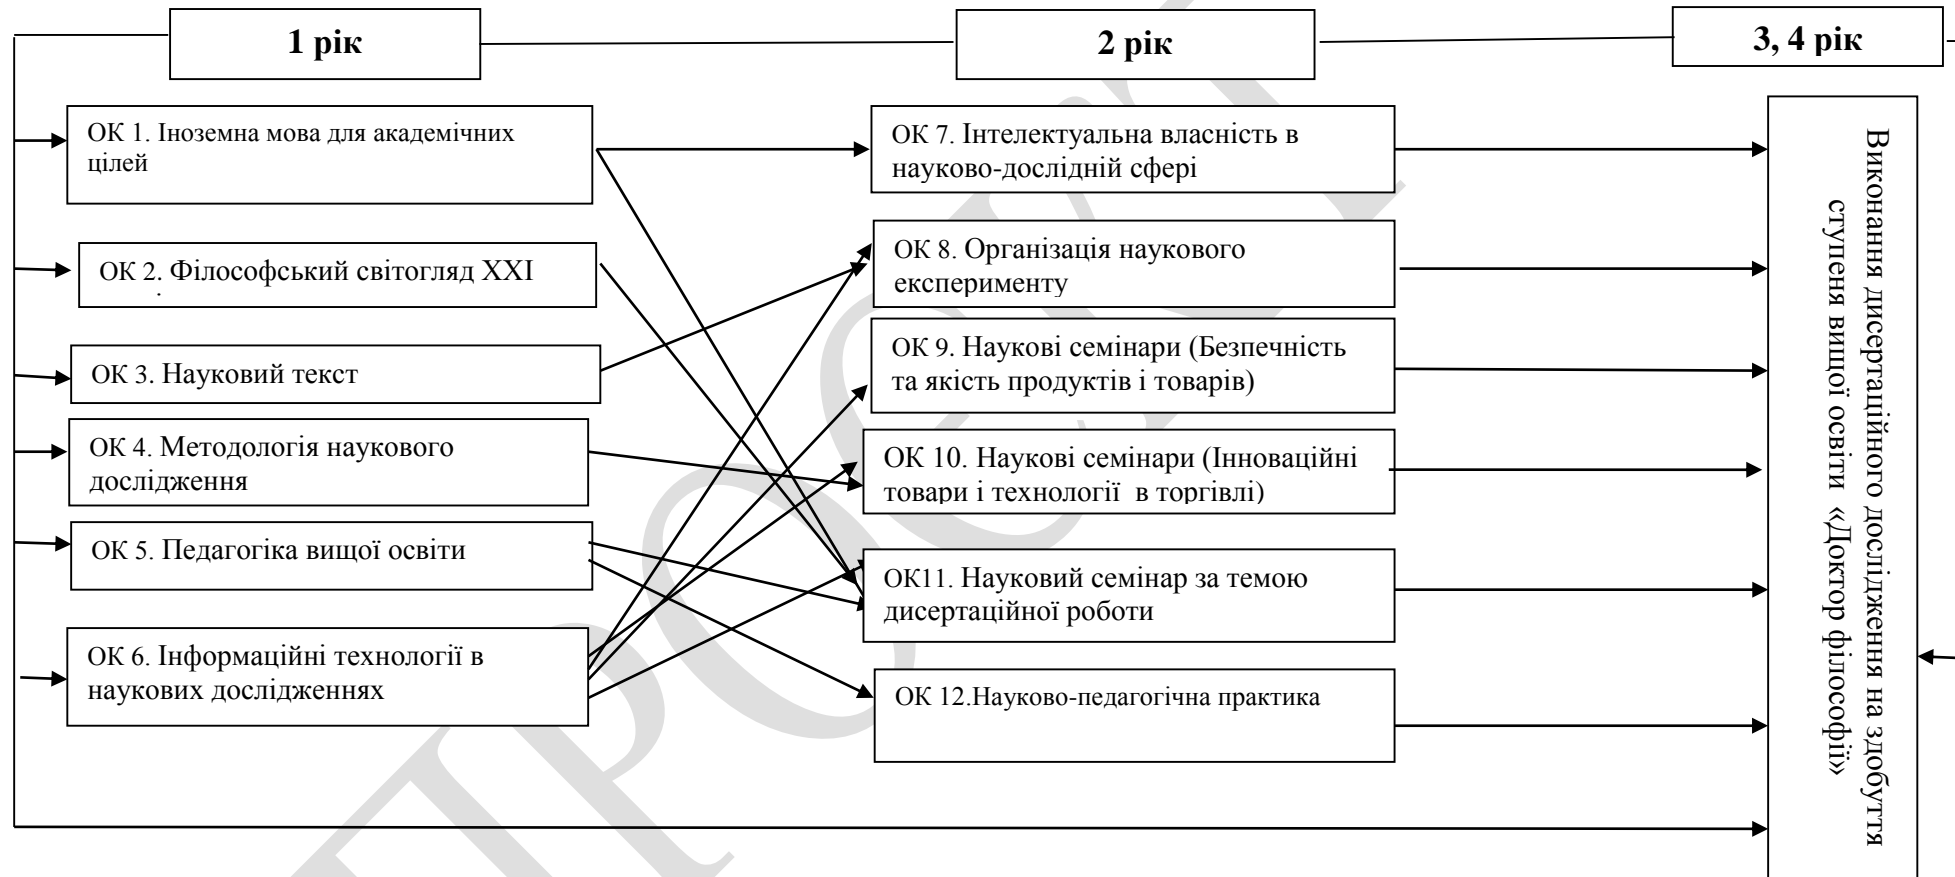 1 рік
2 рік
3, 4 рік
ОК 1. Іноземна мова для академічних
цілей
ОК 2. Філософський світогляд ХХІ
ОК 3. Науковий текст
ОК 4. Методологія наукового
дослідження
ОК 5. Педагогіка вищої освіти
ОК 6. Інформаційні технології в
наукових дослідженнях
ОК 7. Інтелектуальна власність в
науково-дослідній сфері
ОК 8. Організація наукового
експерименту
ОК 9. Наукові семінари (Безпечність
та якість продуктів і товарів)
ОК 10. Наукові семінари (Інноваційні
товари і технології в торгівлі)
ОК11. Науковий семінар за темою
дисертаційної роботи
ОК 12.Науково-педагогічна практика
Виконання дисертаційного дослідження на здобуття
ступеня вищої освіти «Доктор філософії»
ПРОЄКТ